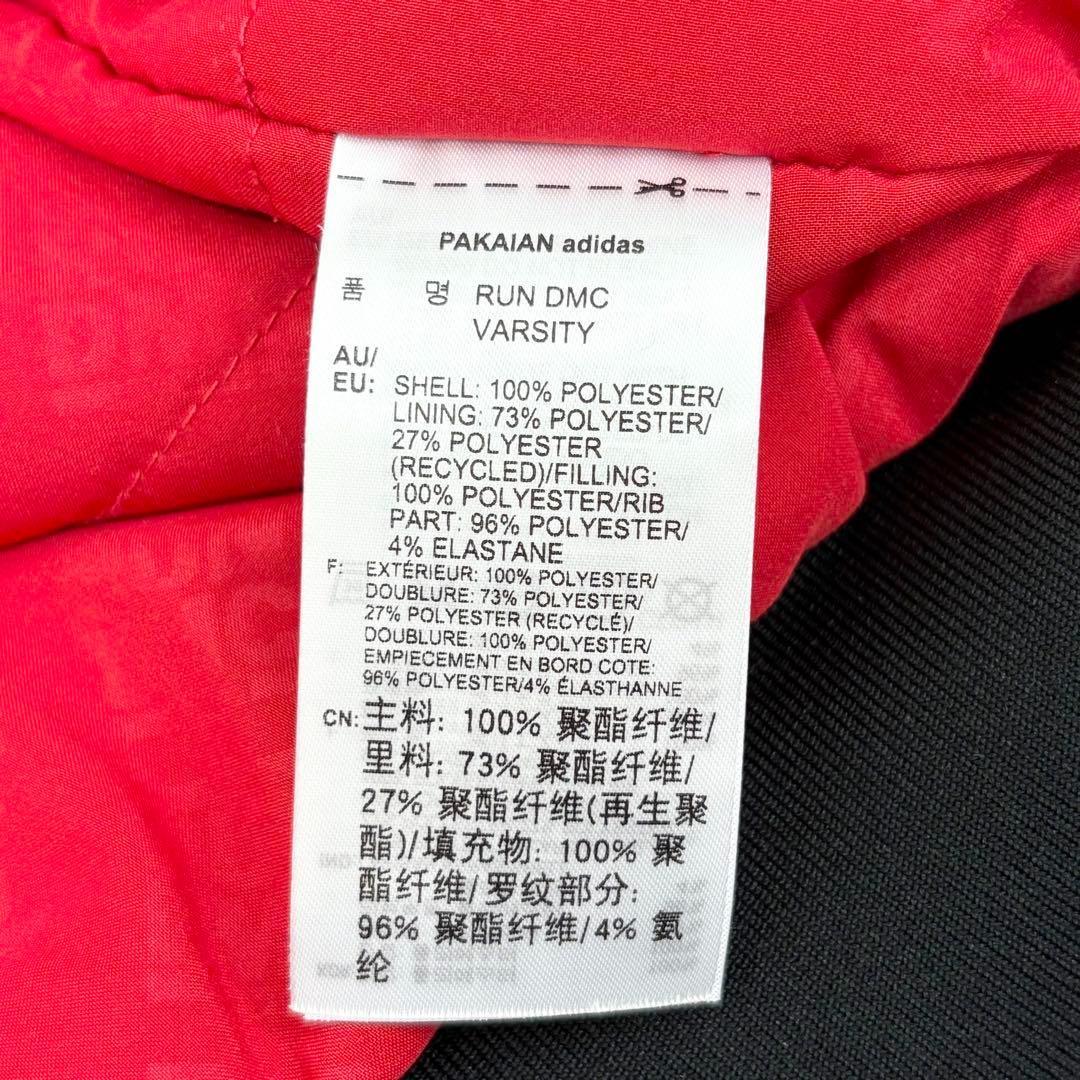 PAKAIAN adidas
품 명 RUN DMC
VARSITY
AU/
EU: SHELL: 100% POLYESTER/
LINING: 73% POLYESTER/
27% POLYESTER
(RECYCLED)/FILLING:
100% POLYESTER/RIB
PART: 96% POLYESTER/
4% ELASTANE
F: EXTÉRIEUR: 100% POLYESTER/
DOUBLURE: 73% POLYESTER/
27% POLYESTER (RECYCLÉ)/
DOUBLURE: 100% POLYESTER/
EMPIECEMENT EN BORD COTE:
96% POLYESTER/4% ÉLASTHANNE
CN: 主料: 100% 聚酯纤维/
里料: 73% 聚酯纤维/
27% 聚酯纤维(再生聚
酯)/填充物: 100% 聚
酯纤维/罗纹部分:
96% 聚酯纤维/4% 氨
纶